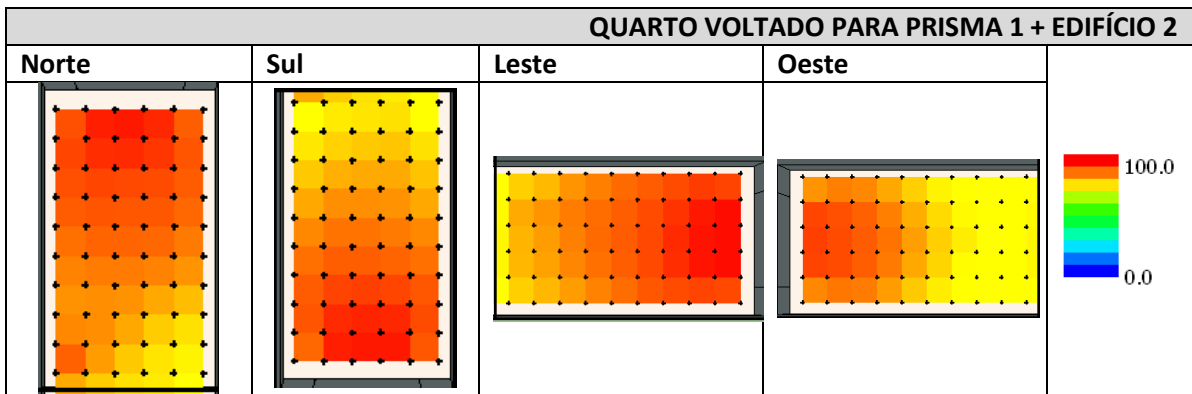 QUARTO VOLTADO PARA PRISMA 1 + EDIFÍCIO 2
Norte Sul Leste Oeste
100.0
0.0